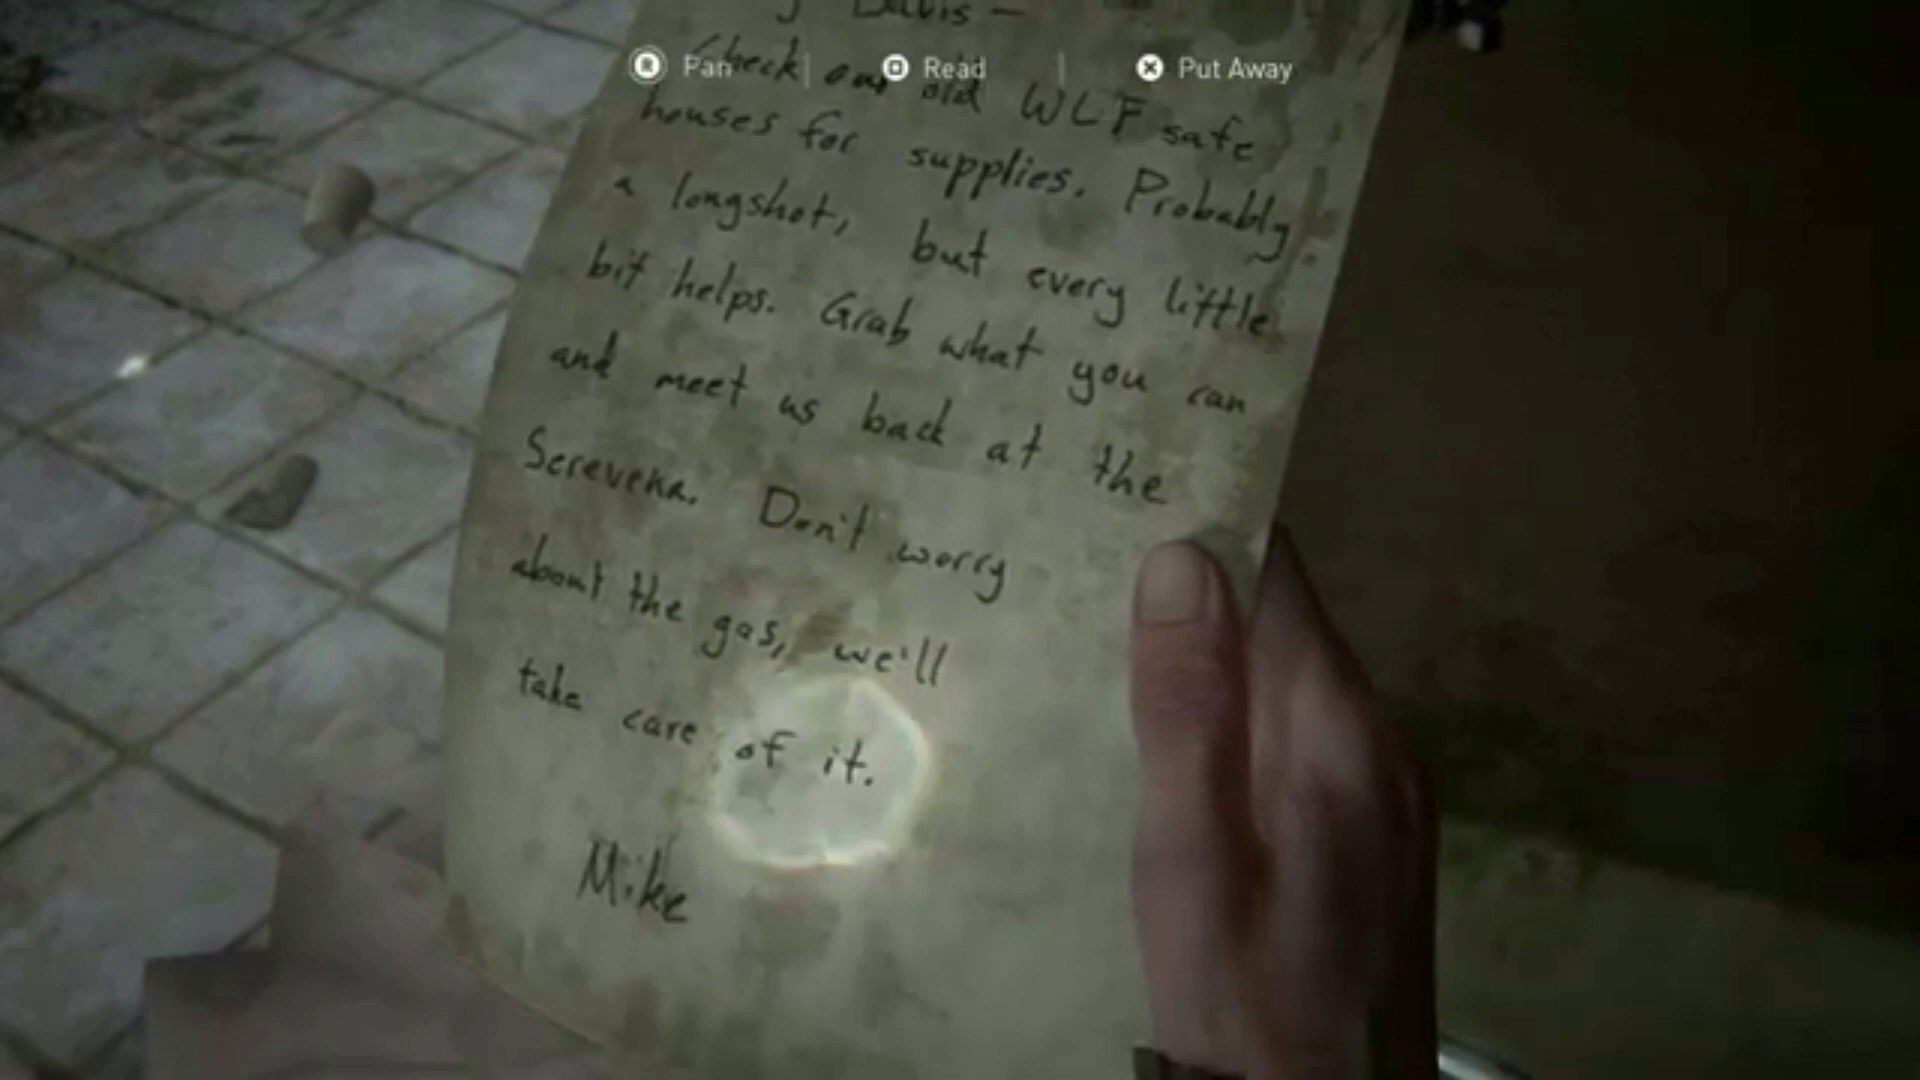 Davis —
R Pan | Read | Put Away
Check our old WLF safe
houses for supplies. Probably
a longshot, but every little
bit helps. Grab what you can
and meet us back at the
Serevena. Don't worry
about the gas, we'll
take care of it.
Mike